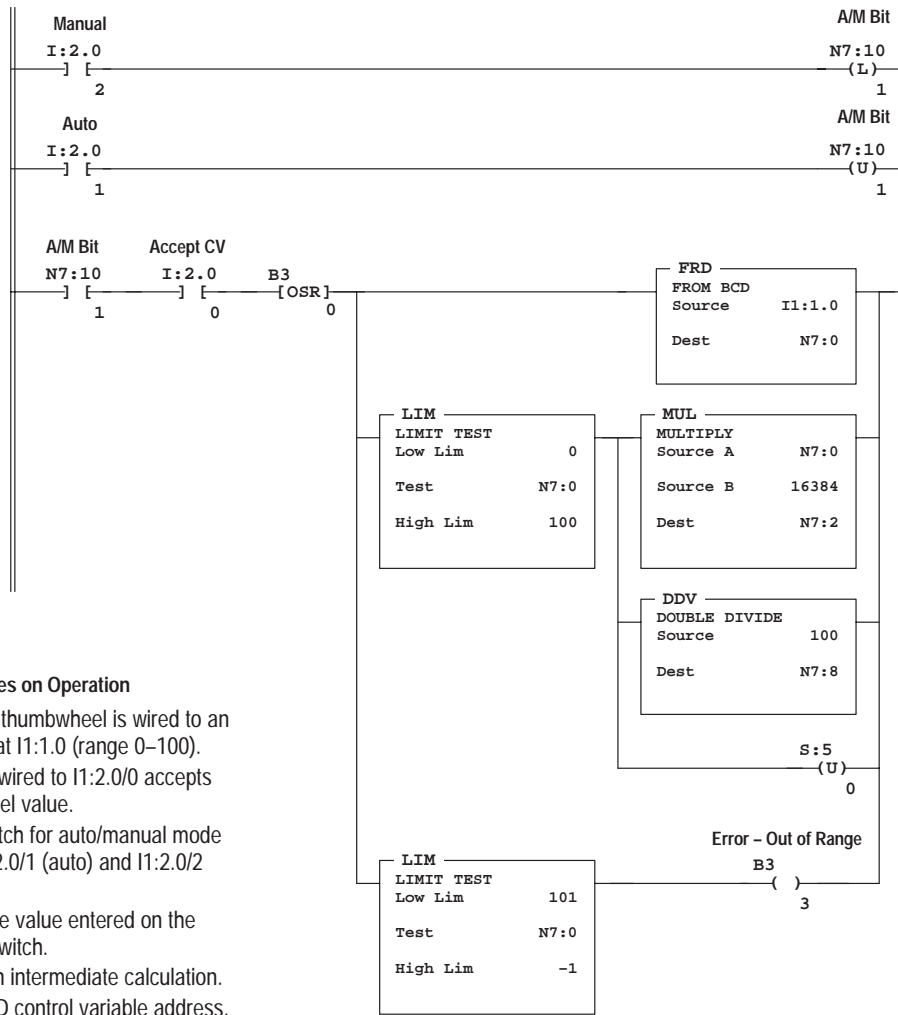 Manual
A/M Bit
I:2.0
N7:10
] [
(L)
2
1
Auto
A/M Bit
I:2.0
N7:10
] [
(U)
1
1
A/M Bit Accept CV
N7:10 I:2.0 B3
] [ ] [ [OSR]
1 0 0
FRD
FROM BCD
Source I1:1.0
Dest N7:0
LIM
LIMIT TEST
Low Lim 0
Test N7:0
High Lim 100
MUL
MULTIPLY
Source A N7:0
Source B 16384
Dest N7:2
DDV
DOUBLE DIVIDE
Source 100
Dest N7:8
S:5
(U)
0
Error – Out of Range
B3
( )
3
LIM
LIMIT TEST
Low Lim 101
Test N7:0
High Lim –1
es on Operation
thumbwheel is wired to an
at I1:1.0 (range 0–100).
wired to I1:2.0/0 accepts
el value.
tch for auto/manual mode
2.0/1 (auto) and I1:2.0/2
e value entered on the
witch.
n intermediate calculation.
D control variable address.